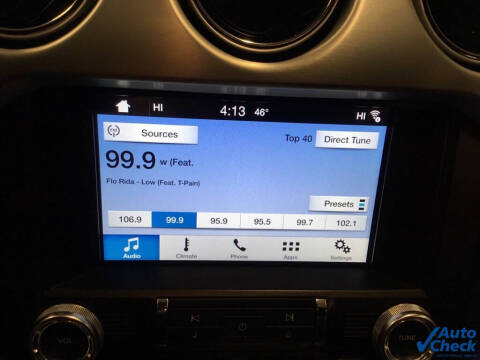 HI 4:13 46° HI
FM
Sources
Top 40
Direct Tune
99.9 w (Feat.
Flo Rida - Low (Feat. T-Pain)
Presets
106.9 99.9 95.9 95.5 99.7 102.1
Audio Climate Phone Apps Settings
VOL
TUNE
Auto
Check